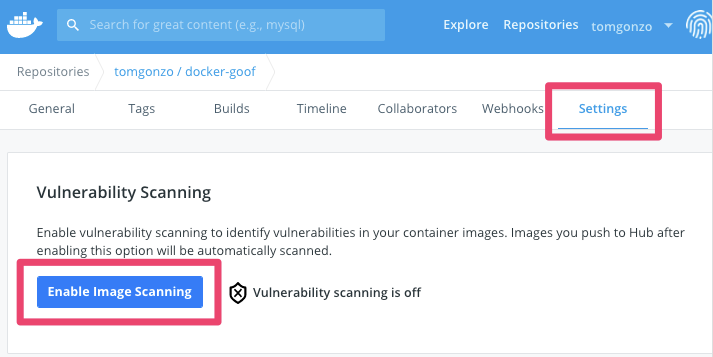 Search for great content (e.g., mysql)
Explore
Repositories
tomgonzo
Repositories
tomgonzo / docker-goof
General
Tags
Builds
Timeline
Collaborators
Webhooks
Settings
Vulnerability Scanning
Enable vulnerability scanning to identify vulnerabilities in your container images. Images you push to Hub after
enabling this option will be automatically scanned.
Enable Image Scanning
Vulnerability scanning is off